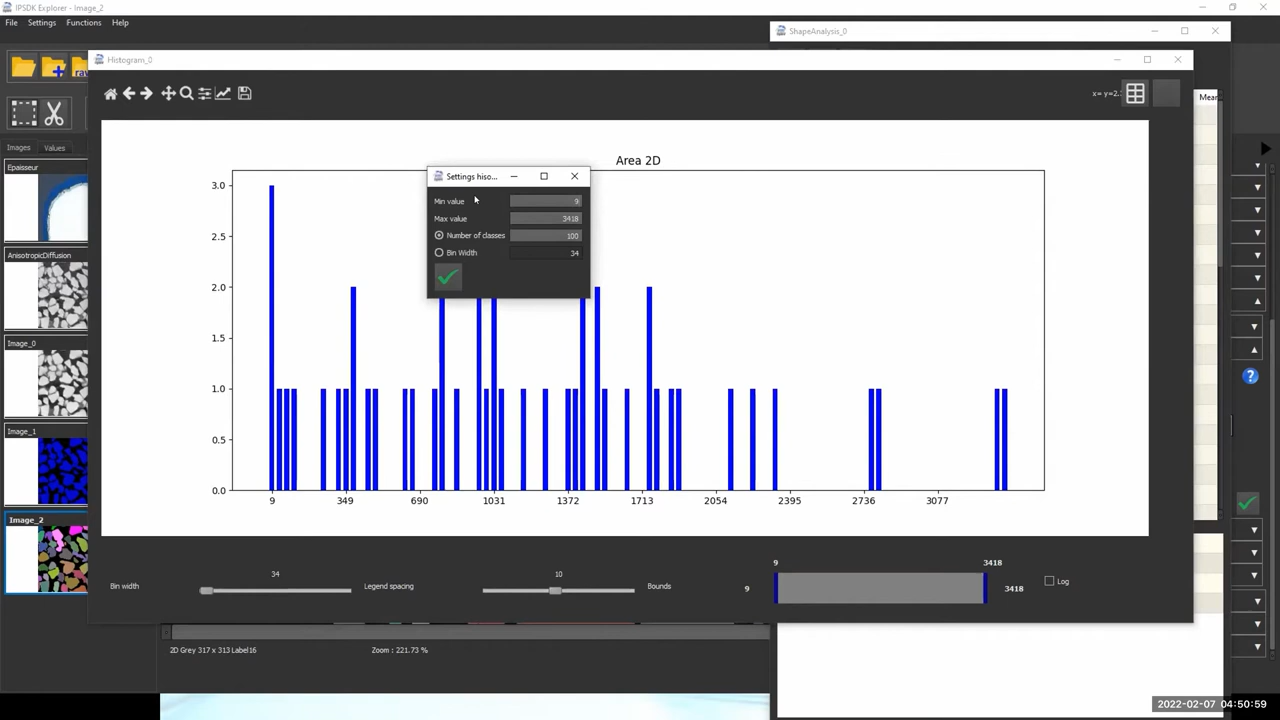 IPSDK Explorer - Image_2
File Settings Functions Help
ShapeAnalysis_0
Histogram_0
x= y=2.
Mear
Images Values
Epaisseur
AnisotropicDiffusion
Image_0
Image_1
Image_2
Area 2D
Settings hiso...
Min value 9
Max value 3418
Number of classes 100
Bin Width 34
3.0
2.5
2.0
1.5
1.0
0.5
0.0
9 349 690 1031 1372 1713 2054 2395 2736 3077
Bin width 34 Legend spacing 10 Bounds 9 9 3418 3418 Log
2D Grey 317 x 313 Label16 Zoom : 221.73 %
2022-02-07 04:50:59